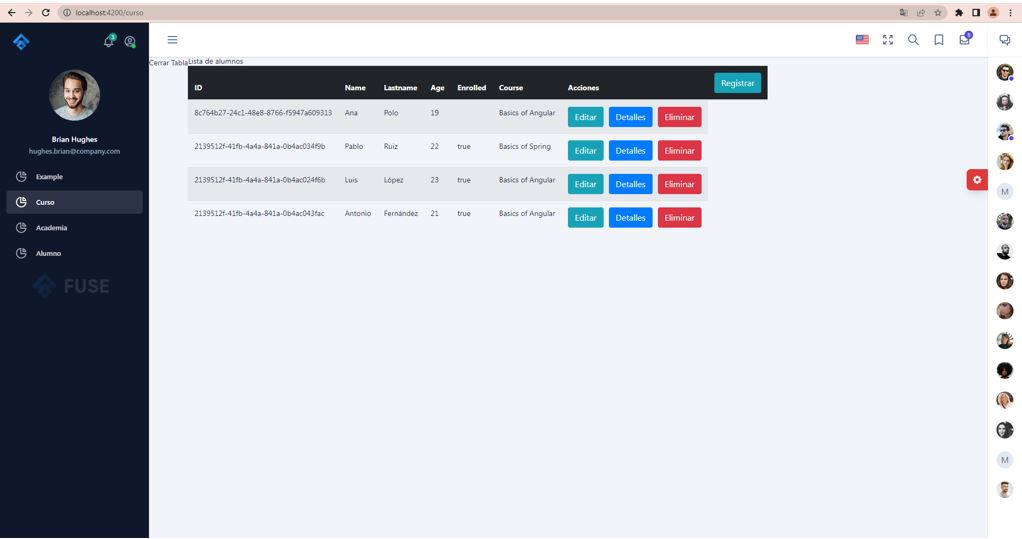 localhost:4200/curso
3
5
Cerrar Tabla Lista de alumnos
Brian Hughes
hughes.brian@company.com
Example
Curso
Academia
Alumno
FUSE
ID Name Lastname Age Enrolled Course Acciones Registrar
8c764b27-24c1-48e8-8766-f5947a609313 Ana Polo 19 Basics of Angular Editar Detalles Eliminar
2139512f-41fb-4a4a-841a-0b4ac034f9b Pablo Ruiz 22 true Basics of Spring Editar Detalles Eliminar
2139512f-41fb-4a4a-841a-0b4ac024f6b Luis López 23 true Basics of Angular Editar Detalles Eliminar
2139512f-41fb-4a4a-841a-0b4ac043fac Antonio Fernández 21 true Basics of Angular Editar Detalles Eliminar
M
M